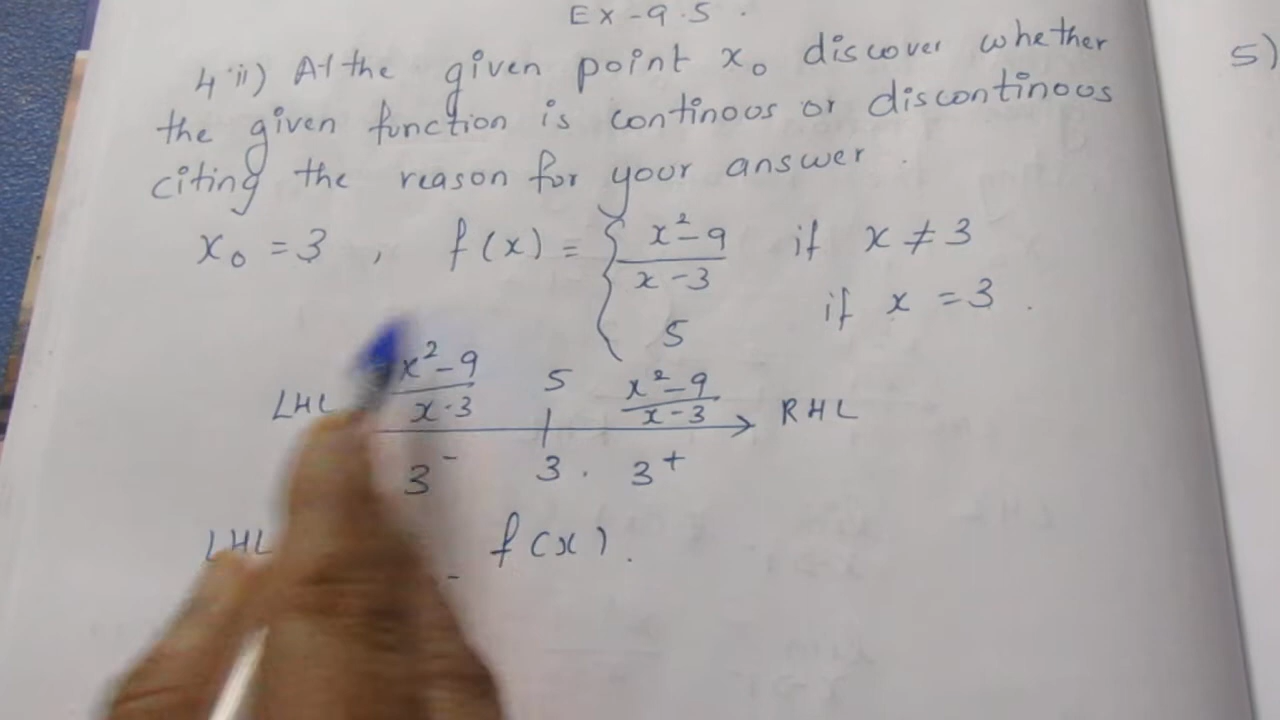 Ex-9.5.
4 ii) At the given point x₀ discover whether
the given function is continous or discontinous
citing the reason for your answer.
x₀ = 3 , f(x) = { x²-9 / x-3 if x ≠ 3
5 if x = 3.
LHL x²-9 / x-3 5 x²-9 / x-3 RHL
3⁻ 3. 3⁺
LHL f(x).
5)